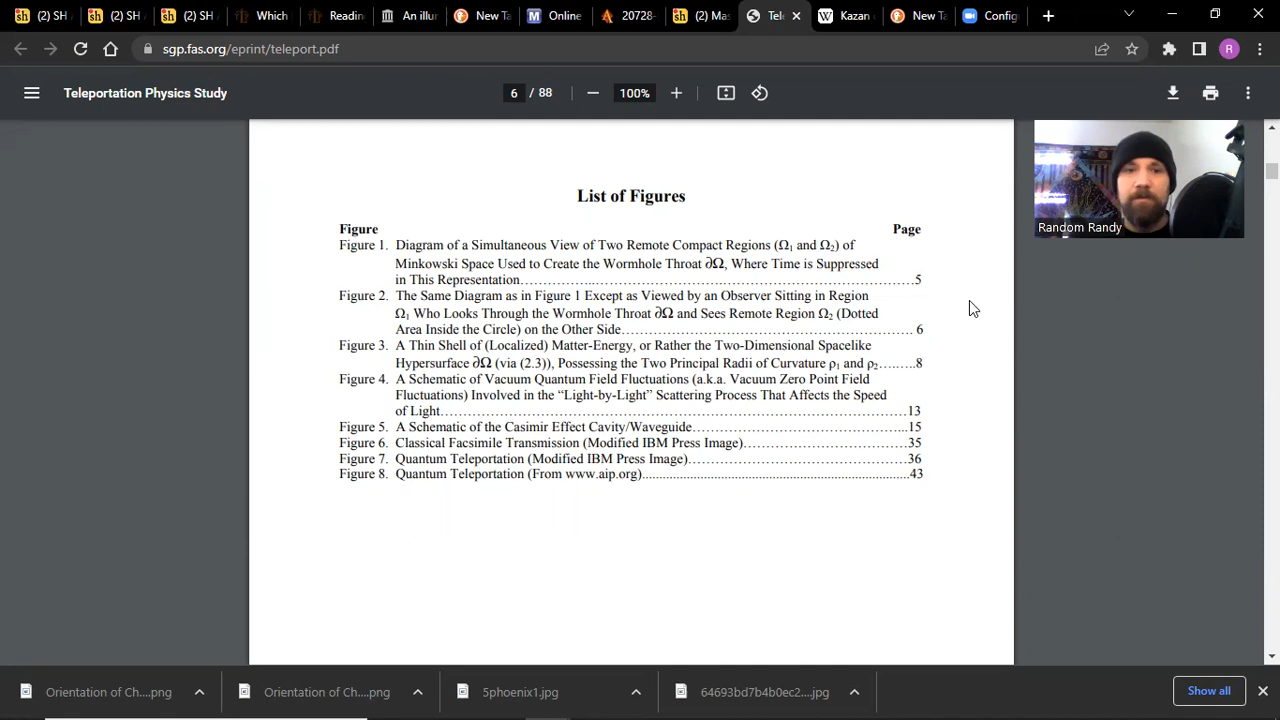 (2) SH
(2) SH
(2) SH
Which
Readin
An illur
New Ta
Online
20728-
(2) Mas
Tele
Kazan
New Ta
Config
sgp.fas.org/eprint/teleport.pdf
R
Teleportation Physics Study
6 / 88
100%
List of Figures
Figure Page
Figure 1. Diagram of a Simultaneous View of Two Remote Compact Regions (Ω₁ and Ω₂) of
Minkowski Space Used to Create the Wormhole Throat ∂Ω, Where Time is Suppressed
in This Representation……………………………………………………………………5
Figure 2. The Same Diagram as in Figure 1 Except as Viewed by an Observer Sitting in Region
Ω₁ Who Looks Through the Wormhole Throat ∂Ω and Sees Remote Region Ω₂ (Dotted
Area Inside the Circle) on the Other Side………………………………………………… 6
Figure 3. A Thin Shell of (Localized) Matter-Energy, or Rather the Two-Dimensional Spacelike
Hypersurface ∂Ω (via (2.3)), Possessing the Two Principal Radii of Curvature ρ₁ and ρ₂……..8
Figure 4. A Schematic of Vacuum Quantum Field Fluctuations (a.k.a. Vacuum Zero Point Field
Fluctuations) Involved in the “Light-by-Light” Scattering Process That Affects the Speed
of Light……………………………………………………………………………………13
Figure 5. A Schematic of the Casimir Effect Cavity/Waveguide……………………………………...15
Figure 6. Classical Facsimile Transmission (Modified IBM Press Image)……………………………35
Figure 7. Quantum Teleportation (Modified IBM Press Image)………………………………………36
Figure 8. Quantum Teleportation (From www.aip.org)..............................................................................43
Random Randy
Orientation of Ch....png
Orientation of Ch....png
5phoenix1.jpg
64693bd7b4b0ec2....jpg
Show all